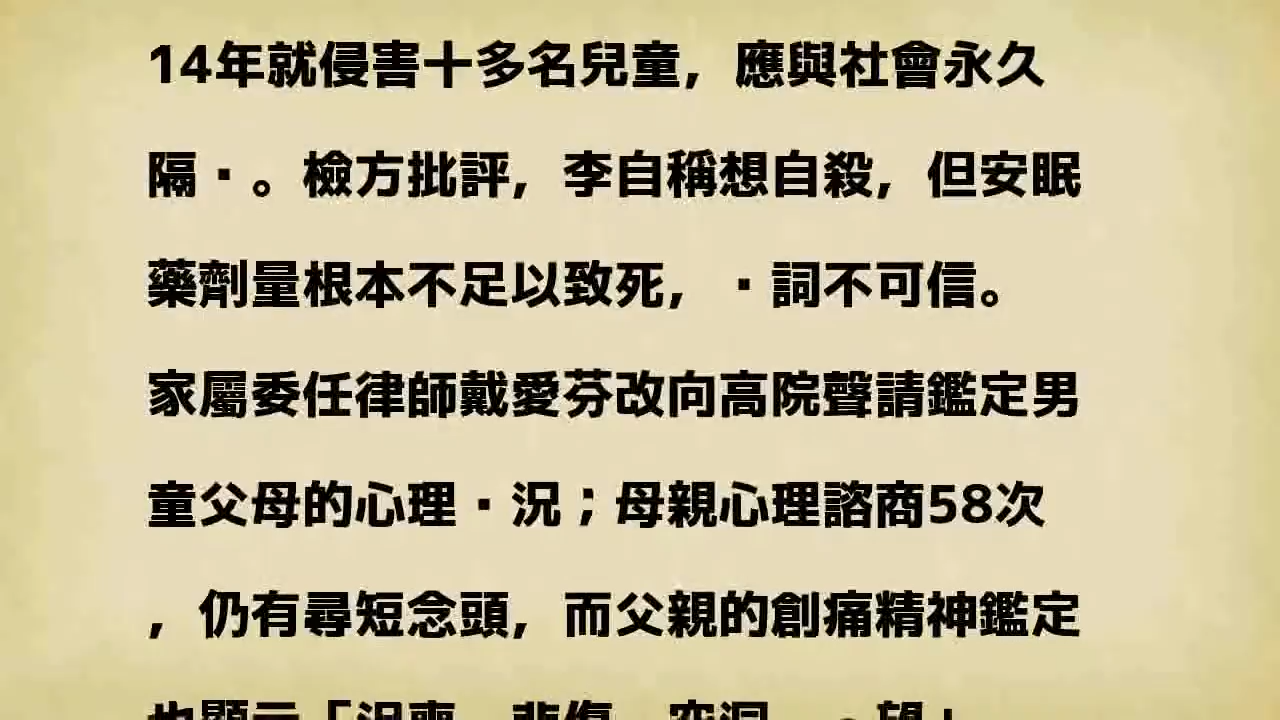 14年就侵害十多名兒童，應與社會永久
隔▪。檢方批評，李自稱想自殺，但安眠
藥劑量根本不足以致死，▪詞不可信。
家屬委任律師戴愛芬改向高院聲請鑑定男
童父母的心理▪況；母親心理諮商58次
，仍有尋短念頭，而父親的創痛精神鑑定